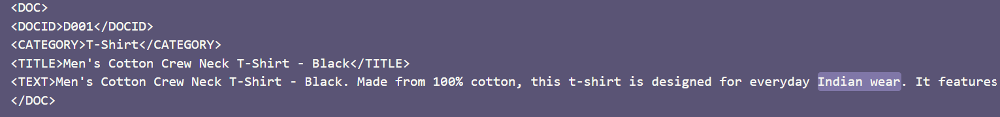 <DOC>
<DOCID>D001</DOCID>
<CATEGORY>T-Shirt</CATEGORY>
<TITLE>Men's Cotton Crew Neck T-Shirt - Black</TITLE>
<TEXT>Men's Cotton Crew Neck T-Shirt - Black. Made from 100% cotton, this t-shirt is designed for everyday Indian wear. It features
</DOC>